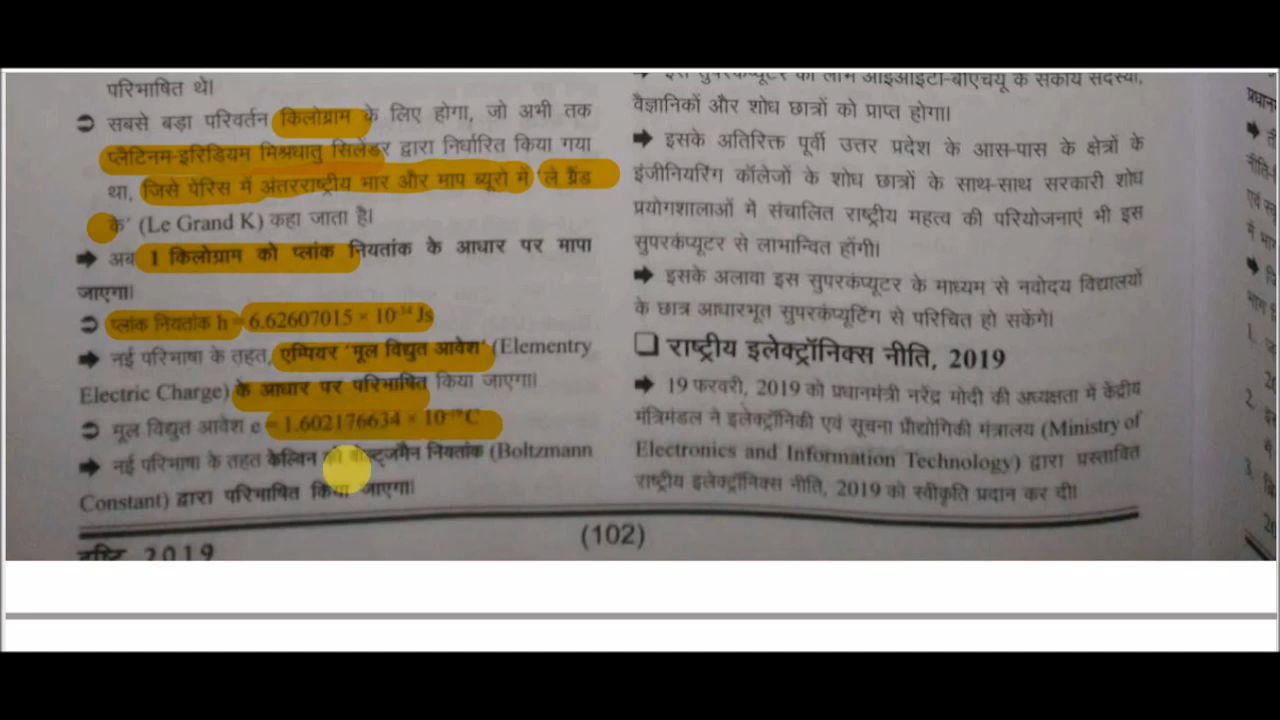 परिभाषित थे।
➲ सबसे बड़ा परिवर्तन किलोग्राम के लिए होगा, जो अभी तक
प्लैटिनम-इरिडियम मिश्रधातु सिलेंडर द्वारा निर्धारित किया गया
था, जिसे पेरिस में अंतरराष्ट्रीय भार और माप ब्यूरो में 'ले ग्रैंड
के' (Le Grand K) कहा जाता है।
➡ अब 1 किलोग्राम को प्लांक नियतांक के आधार पर मापा
जाएगा।
➲ प्लांक नियतांक h = 6.62607015 × 10⁻³⁴ Js
➡ नई परिभाषा के तहत, एम्पियर 'मूल विद्युत आवेश' (Elementry
Electric Charge) के आधार पर परिभाषित किया जाएगा।
➲ मूल विद्युत आवेश e = 1.602176634 × 10⁻¹⁹C
➡ नई परिभाषा के तहत केल्विन को बोल्ट्जमैन नियतांक (Boltzmann
Constant) द्वारा परिभाषित किया जाएगा।
➡ इस सुपरकंप्यूटर का लाभ आईआईटी-बीएचयू के संकाय सदस्यों,
वैज्ञानिकों और शोध छात्रों को प्राप्त होगा।
➡ इसके अतिरिक्त पूर्वी उत्तर प्रदेश के आस-पास के क्षेत्रों के
इंजीनियरिंग कॉलेजों के शोध छात्रों के साथ-साथ सरकारी शोध
प्रयोगशालाओं में संचालित राष्ट्रीय महत्व की परियोजनाएं भी इस
सुपरकंप्यूटर से लाभान्वित होंगी।
➡ इसके अलावा इस सुपरकंप्यूटर के माध्यम से नवोदय विद्यालयों
के छात्र आधारभूत सुपरकंप्यूटिंग से परिचित हो सकेंगे।
❑ राष्ट्रीय इलेक्ट्रॉनिक्स नीति, 2019
➡ 19 फरवरी, 2019 को प्रधानमंत्री नरेंद्र मोदी की अध्यक्षता में केंद्रीय
मंत्रिमंडल ने इलेक्ट्रॉनिकी एवं सूचना प्रौद्योगिकी मंत्रालय (Ministry of
Electronics and Information Technology) द्वारा प्रस्तावित
राष्ट्रीय इलेक्ट्रॉनिक्स नीति, 2019 को स्वीकृति प्रदान कर दी।
(102)
2019